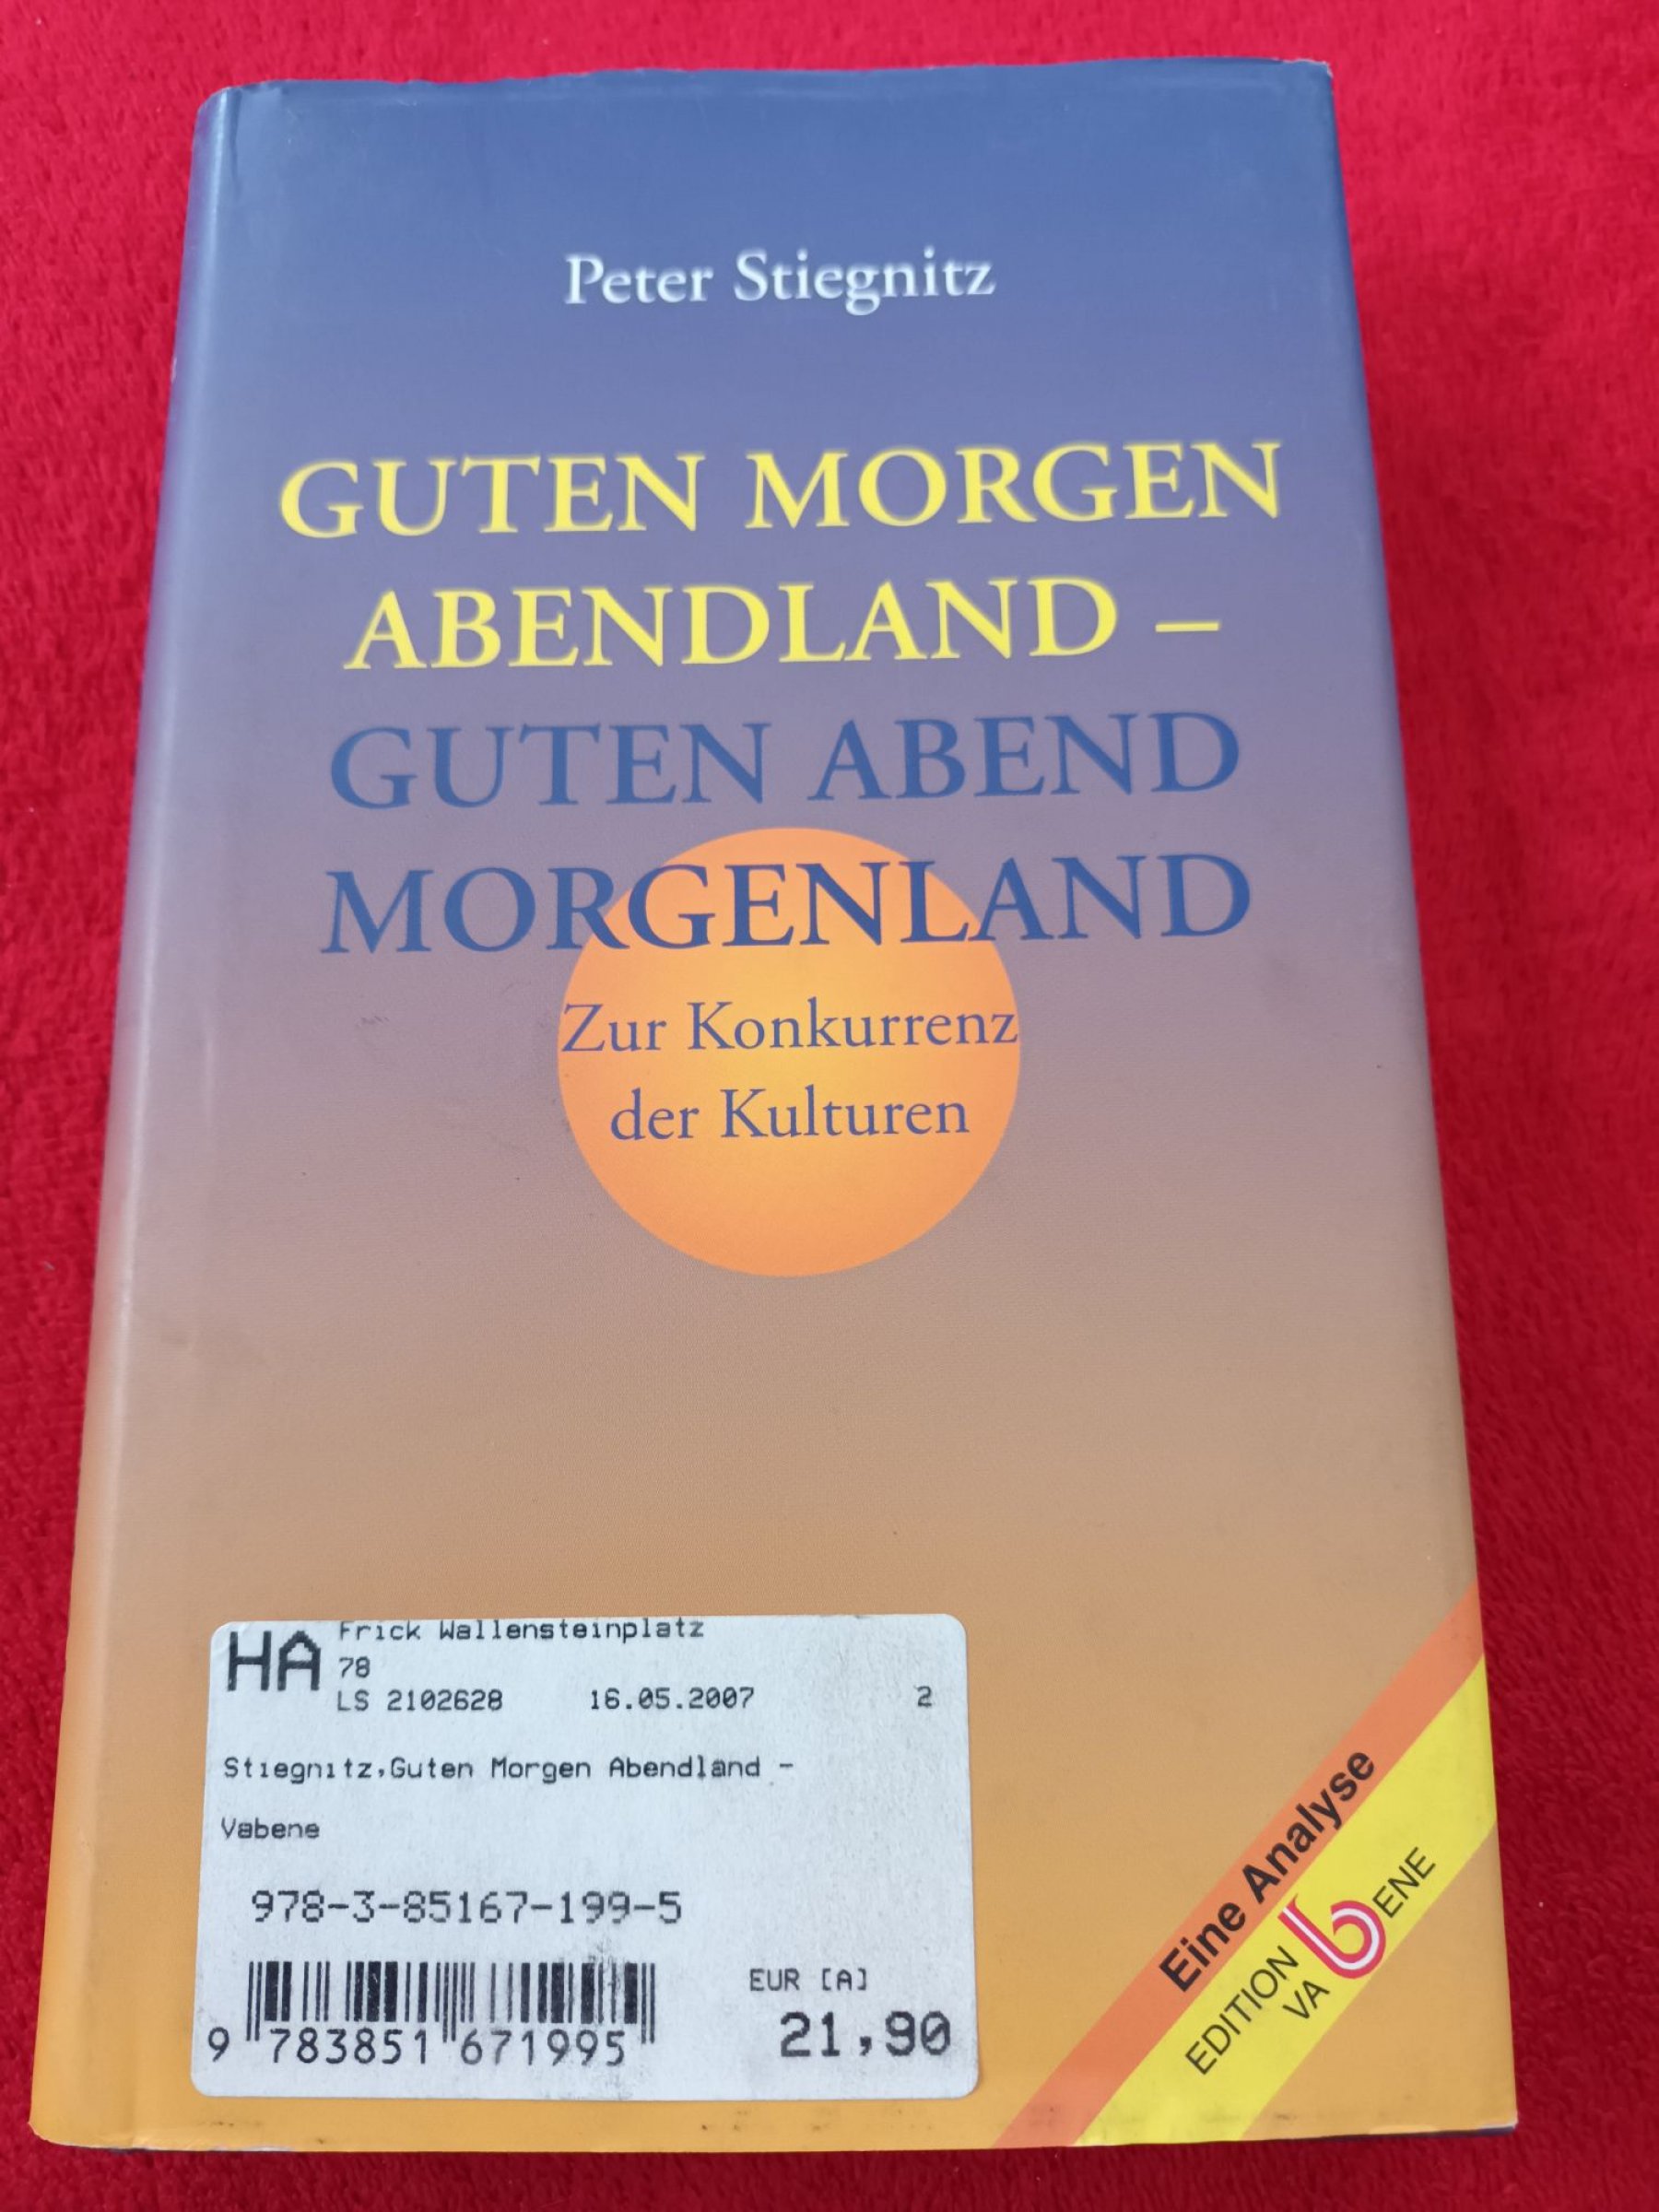 Peter Stiegnitz
GUTEN MORGEN
ABENDLAND –
GUTEN ABEND
MORGENLAND
Zur Konkurrenz
der Kulturen
HA
Frick Wallensteinplatz
78
LS 2102628 16.05.2007 2
Stiegnitz,Guten Morgen Abendland -
Vabene
978-3-85167-199-5
EUR [A]
21,90
9 783851 671995
Eine Analyse
EDITION
VA b ENE